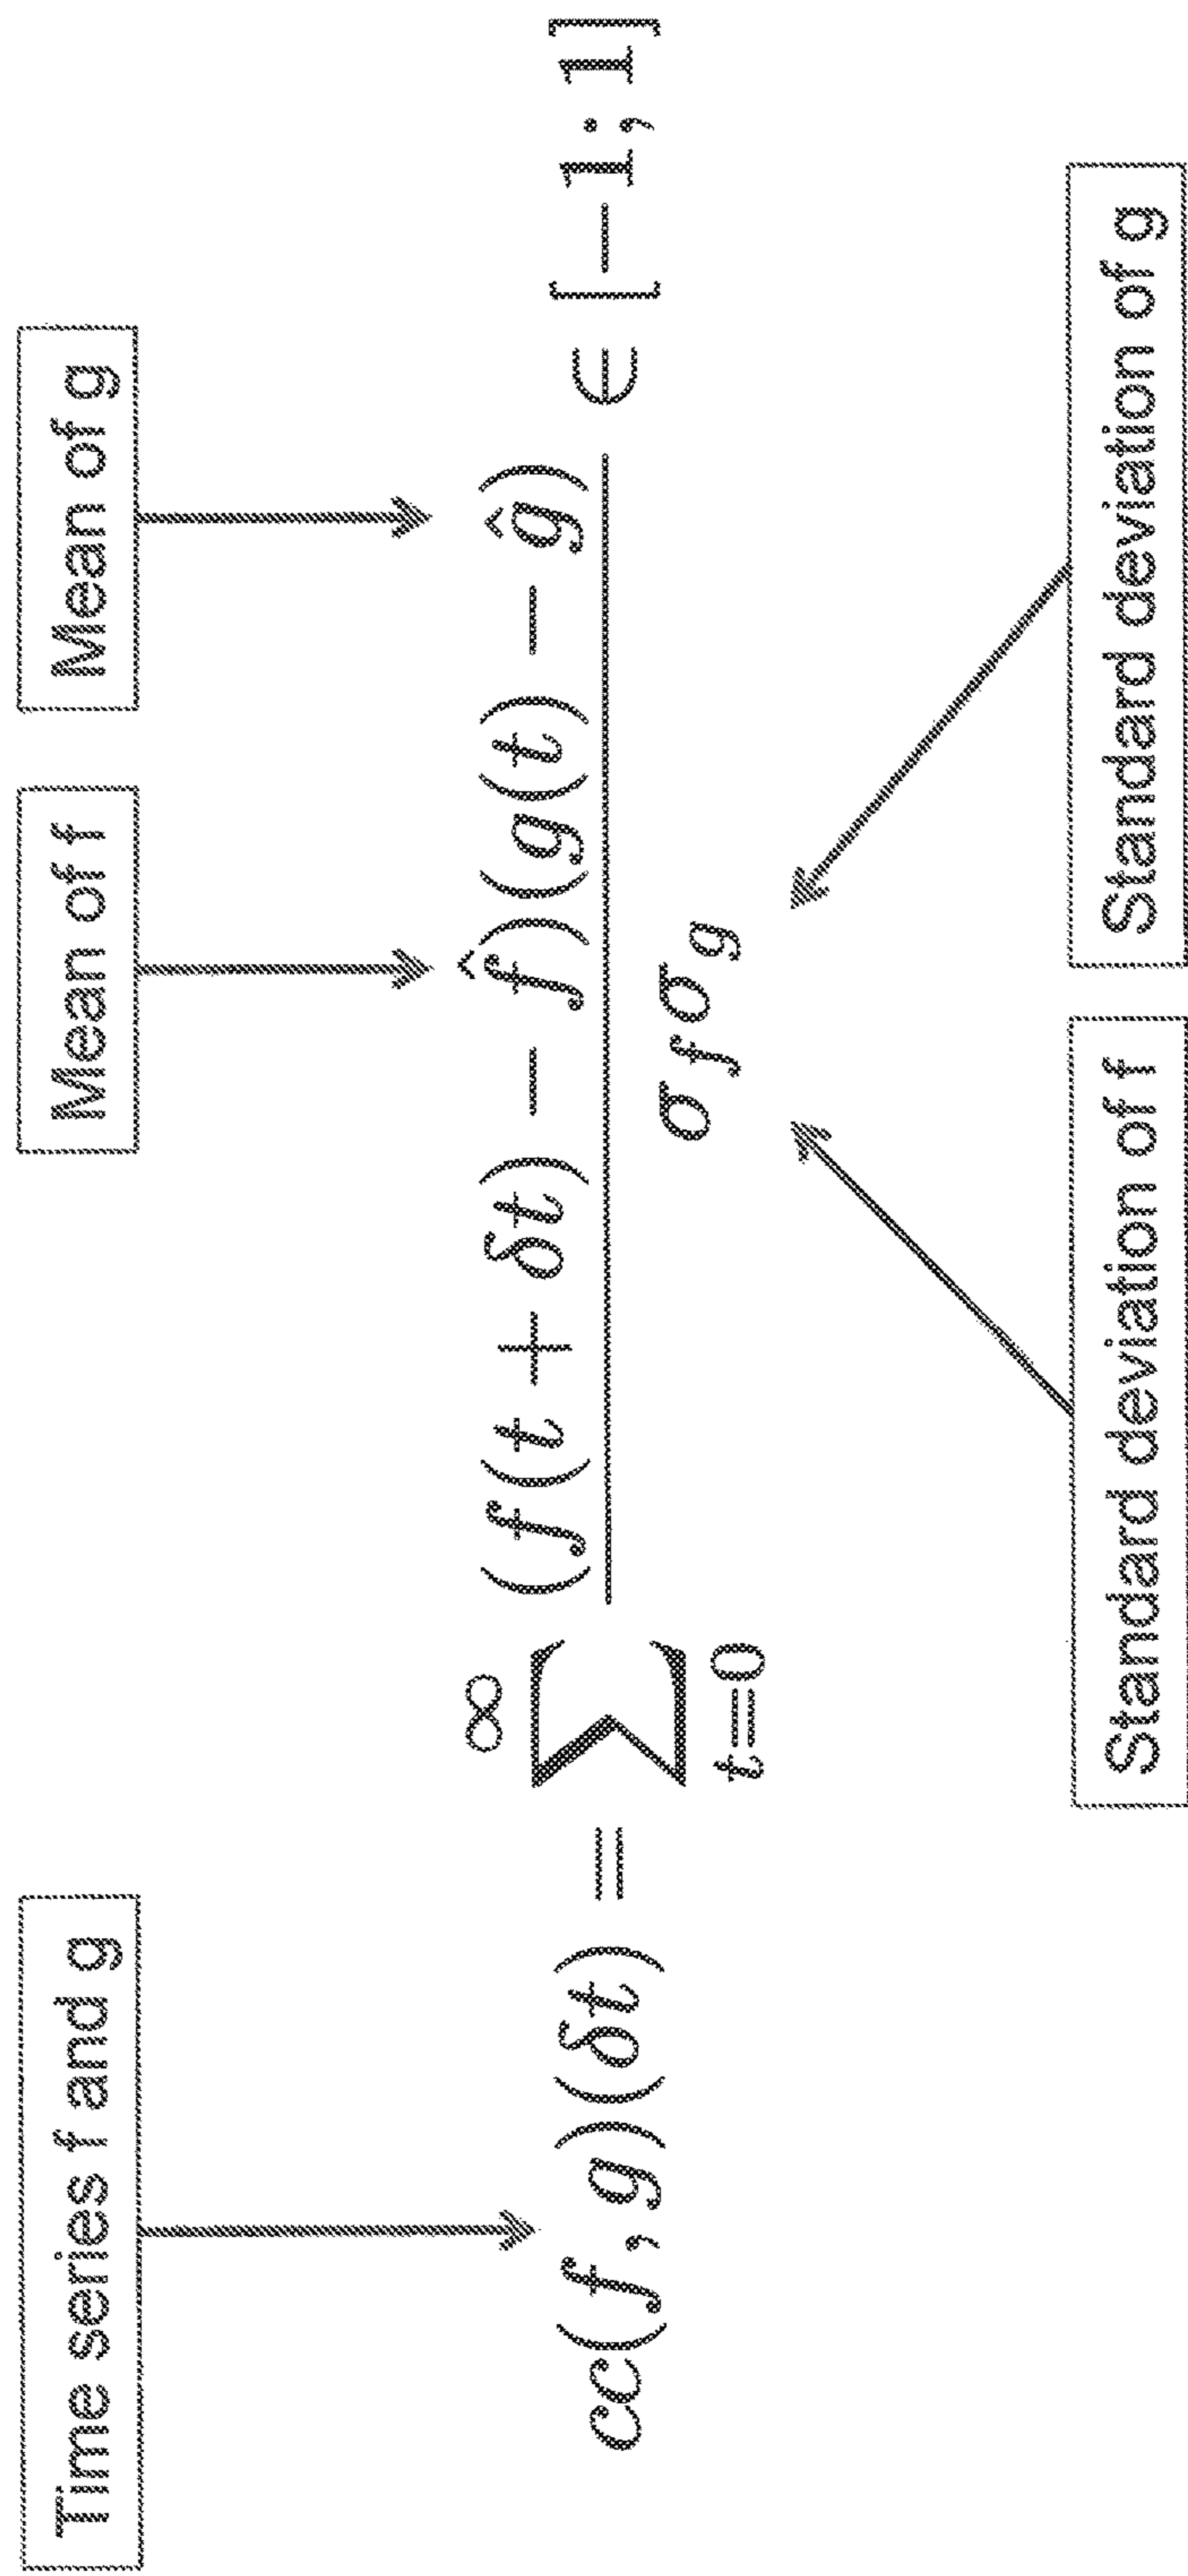 Time series f and g
Mean of f
Mean of g
cc(f, g)(δt) = ∑_{t=0}^{∞} (f(t + δt) − f̂)(g(t) − ĝ) / σ_f σ_g ∈ [−1; 1]
Standard deviation of f
Standard deviation of g